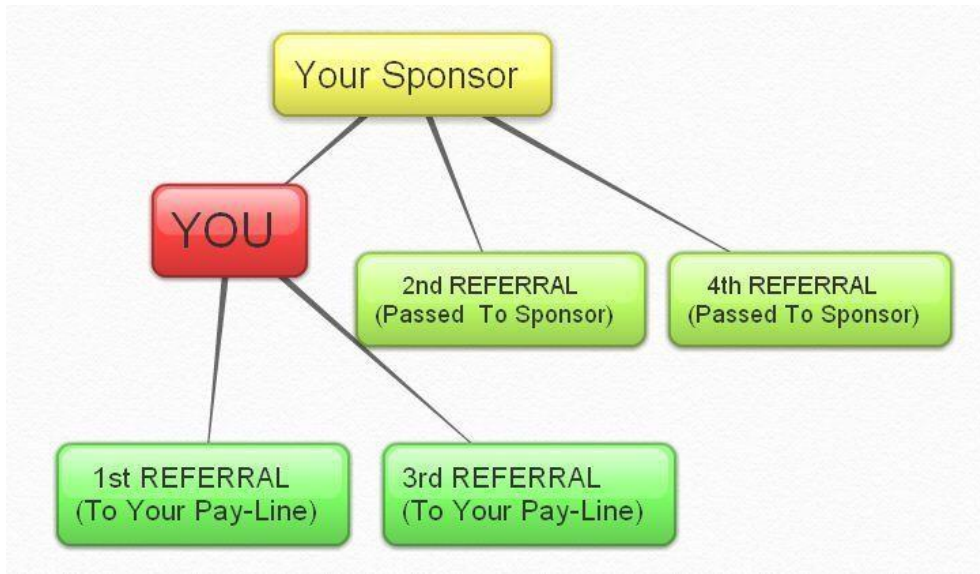 Your Sponsor
YOU
2nd REFERRAL
(Passed To Sponsor)
4th REFERRAL
(Passed To Sponsor)
1st REFERRAL
(To Your Pay-Line)
3rd REFERRAL
(To Your Pay-Line)